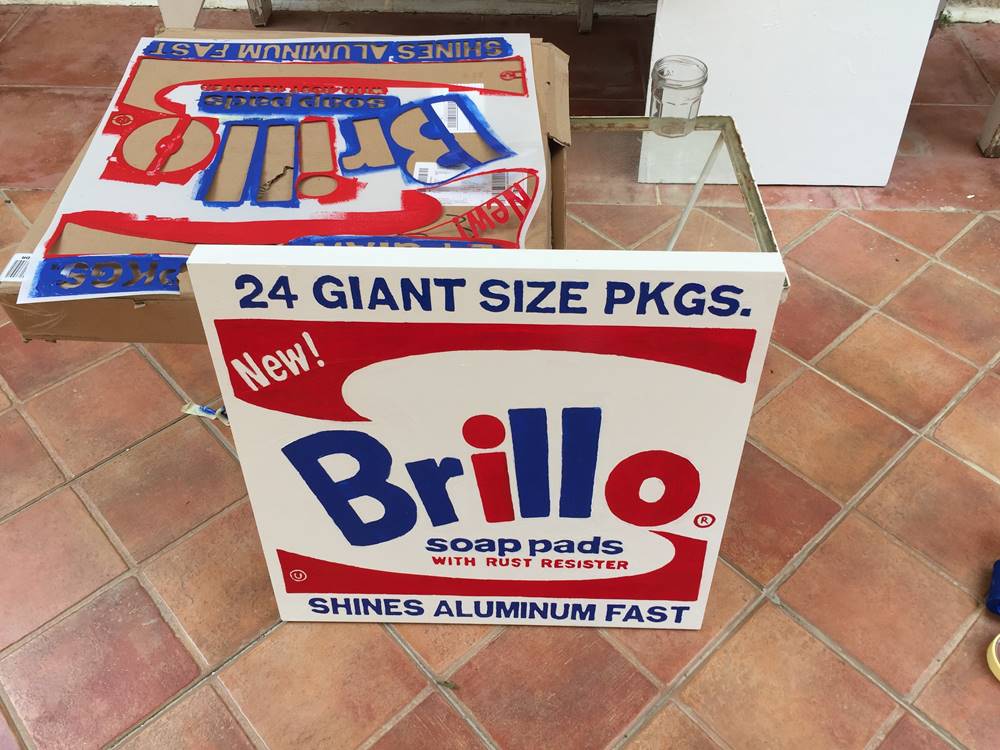 24 GIANT SIZE PKGS.
New!
Brillo
®
soap pads
WITH RUST RESISTER
U
SHINES ALUMINUM FAST
SHINES ALUMINUM FAST
soap pads
Brillo
New!
PKGS.